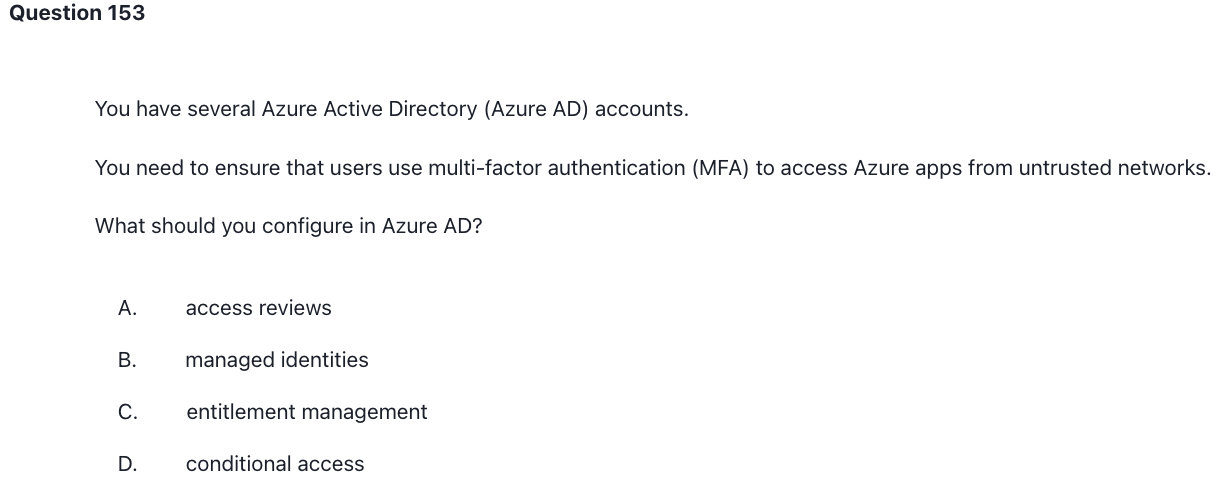 Question 153
You have several Azure Active Directory (Azure AD) accounts.
You need to ensure that users use multi-factor authentication (MFA) to access Azure apps from untrusted networks.
What should you configure in Azure AD?
A. access reviews
B. managed identities
C. entitlement management
D. conditional access